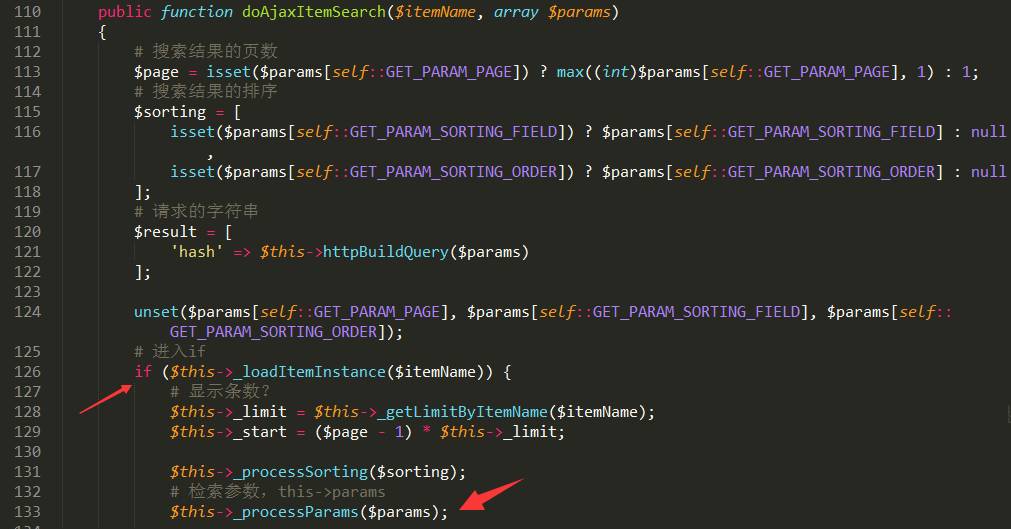 110 public function doAjaxItemSearch($itemName, array $params)
111 {
112 # 搜索结果的页数
113 $page = isset($params[self::GET_PARAM_PAGE]) ? max((int)$params[self::GET_PARAM_PAGE], 1) : 1;
114 # 搜索结果的排序
115 $sorting = [
116 isset($params[self::GET_PARAM_SORTING_FIELD]) ? $params[self::GET_PARAM_SORTING_FIELD] : null
,
117 isset($params[self::GET_PARAM_SORTING_ORDER]) ? $params[self::GET_PARAM_SORTING_ORDER] : null
118 ];
119 # 请求的字符串
120 $result = [
121 'hash' => $this->httpBuildQuery($params)
122 ];
123
124 unset($params[self::GET_PARAM_PAGE], $params[self::GET_PARAM_SORTING_FIELD], $params[self::
GET_PARAM_SORTING_ORDER]);
125 # 进入if
126 if ($this->_loadItemInstance($itemName)) {
127 # 显示条数?
128 $this->_limit = $this->_getLimitByItemName($itemName);
129 $this->_start = ($page - 1) * $this->_limit;
130
131 $this->_processSorting($sorting);
132 # 检索参数, this->params
133 $this->_processParams($params);